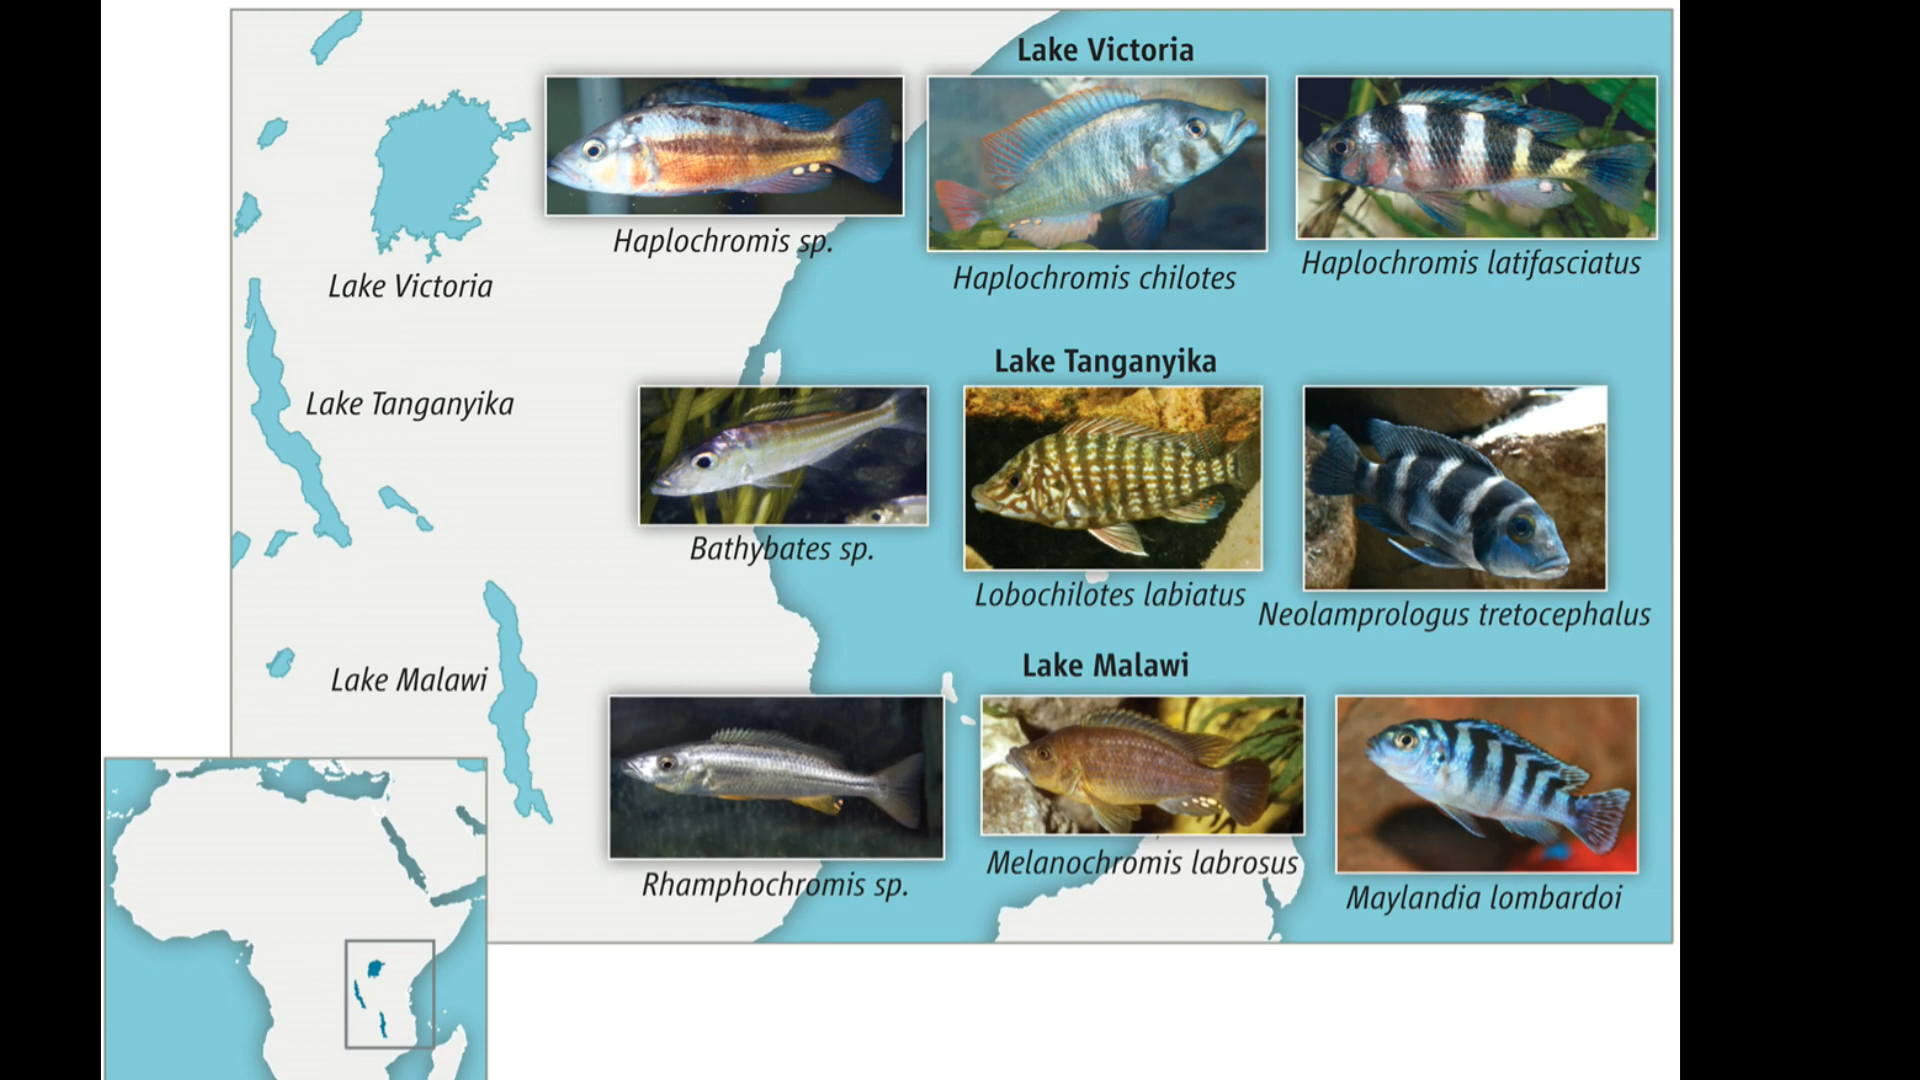 Lake Victoria
Haplochromis sp.
Haplochromis chilotes
Haplochromis latifasciatus
Lake Victoria
Lake Tanganyika
Lake Tanganyika
Bathybates sp.
Lobochilotes labiatus
Neolamprologus tretocephalus
Lake Malawi
Lake Malawi
Rhamphochromis sp.
Melanochromis labrosus
Maylandia lombardoi